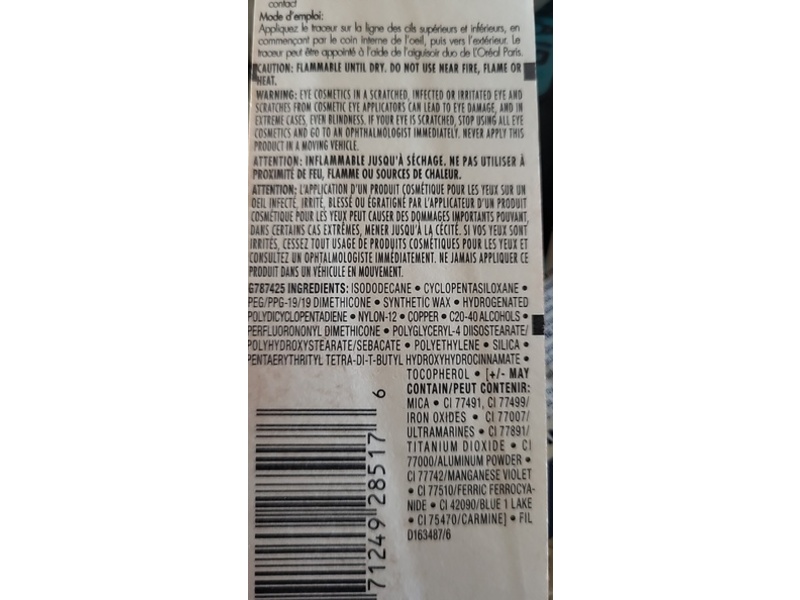 contact
Mode d'emploi:
Appliquez le traceur sur la ligne des cils supérieurs et inférieurs, en
commençant par le coin interne de l'oeil, puis vers l'extérieur. Le
traceur peut être appointé à l'aide de l'aiguisoir duo de L'Oréal Paris.
CAUTION: FLAMMABLE UNTIL DRY. DO NOT USE NEAR FIRE, FLAME OR
HEAT.
WARNING: EYE COSMETICS IN A SCRATCHED, INFECTED OR IRRITATED EYE AND
SCRATCHES FROM COSMETIC EYE APPLICATORS CAN LEAD TO EYE DAMAGE, AND IN
EXTREME CASES, EVEN BLINDNESS. IF YOUR EYE IS SCRATCHED, STOP USING ALL EYE
COSMETICS AND GO TO AN OPHTHALMOLOGIST IMMEDIATELY. NEVER APPLY THIS
PRODUCT IN A MOVING VEHICLE.
ATTENTION: INFLAMMABLE JUSQU'À SÉCHAGE. NE PAS UTILISER À
PROXIMITÉ DE FEU, FLAMME OU SOURCES DE CHALEUR.
ATTENTION: L'APPLICATION D'UN PRODUIT COSMÉTIQUE POUR LES YEUX SUR UN
OEIL INFECTÉ, IRRITÉ, BLESSÉ OU ÉGRATIGNÉ PAR L'APPLICATEUR D'UN PRODUIT
COSMÉTIQUE POUR LES YEUX PEUT CAUSER DES DOMMAGES IMPORTANTS POUVANT,
DANS CERTAINS CAS EXTRÊMES, MENER JUSQU'À LA CÉCITÉ. SI VOS YEUX SONT
IRRITÉS, CESSEZ TOUT USAGE DE PRODUITS COSMÉTIQUES POUR LES YEUX ET
CONSULTEZ UN OPHTALMOLOGISTE IMMÉDIATEMENT. NE JAMAIS APPLIQUER CE
PRODUIT DANS UN VÉHICULE EN MOUVEMENT.
G787425 INGREDIENTS: ISODODECANE • CYCLOPENTASILOXANE •
PEG/PPG-19/19 DIMETHICONE • SYNTHETIC WAX • HYDROGENATED
POLYDICYCLOPENTADIENE • NYLON-12 • COPPER • C20-40 ALCOHOLS •
PERFLUORONONYL DIMETHICONE • POLYGLYCERYL-4 DIISOSTEARATE/
POLYHYDROXYSTEARATE/SEBACATE • POLYETHYLENE • SILICA •
PENTAERYTHRITYL TETRA-DI-T-BUTYL HYDROXYHYDROCINNAMATE •
TOCOPHEROL • [+/- MAY
CONTAIN/PEUT CONTENIR:
MICA • CI 77491, CI 77499/
IRON OXIDES • CI 77007/
ULTRAMARINES • CI 77891/
TITANIUM DIOXIDE • CI
77000/ALUMINUM POWDER •
CI 77742/MANGANESE VIOLET
• CI 77510/FERRIC FERROCYA-
NIDE • CI 42090/BLUE 1 LAKE
• CI 75470/CARMINE] • FIL
D163487/6
71249 28517 6